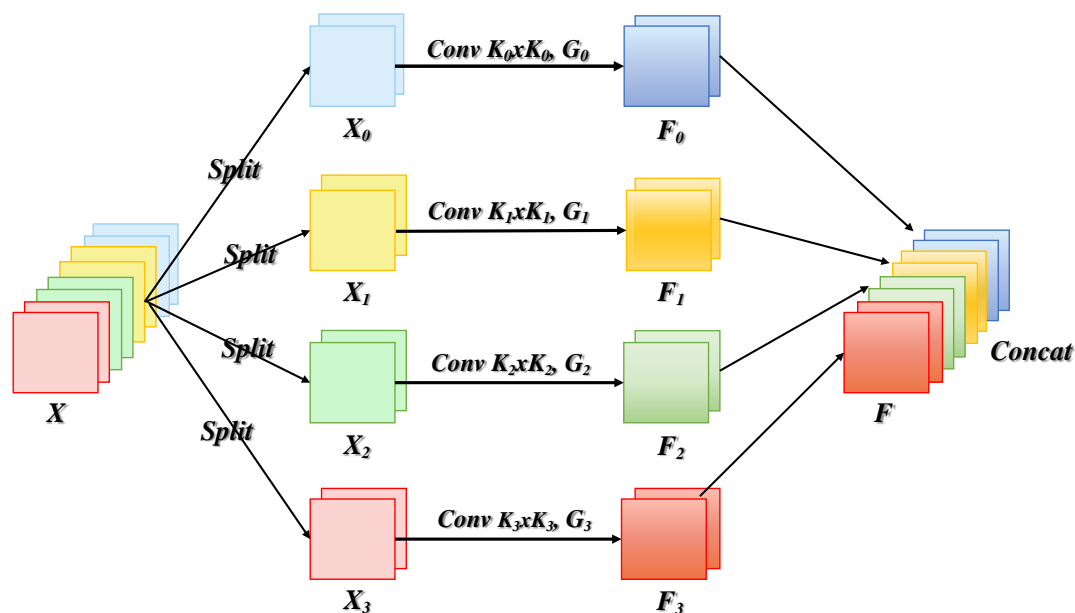 Conv K₀xK₀, G₀
X₀
F₀
Split
Conv K₁xK₁, G₁
Split
X₁
F₁
Split
Conv K₂xK₂, G₂
Concat
X
Split
X₂
F₂
F
Conv K₃xK₃, G₃
X₃
F₃